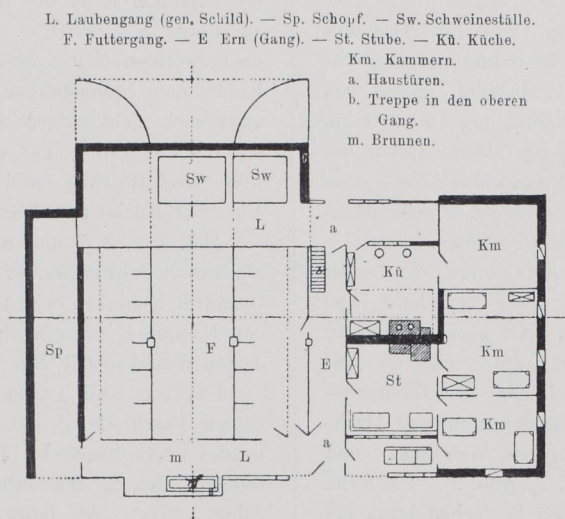 L. Laubengang (gen. Schild). — Sp. Schopf. — Sw. Schweineställe.
F. Futtergang. — E Ern (Gang). — St. Stube. — Kü. Küche.
Km. Kammern.
a. Haustüren.
b. Treppe in den oberen
Gang.
m. Brunnen.
Sw
Sw
L
a
Km
Kü
Sp
F
E
Km
St
Km
m
L
a